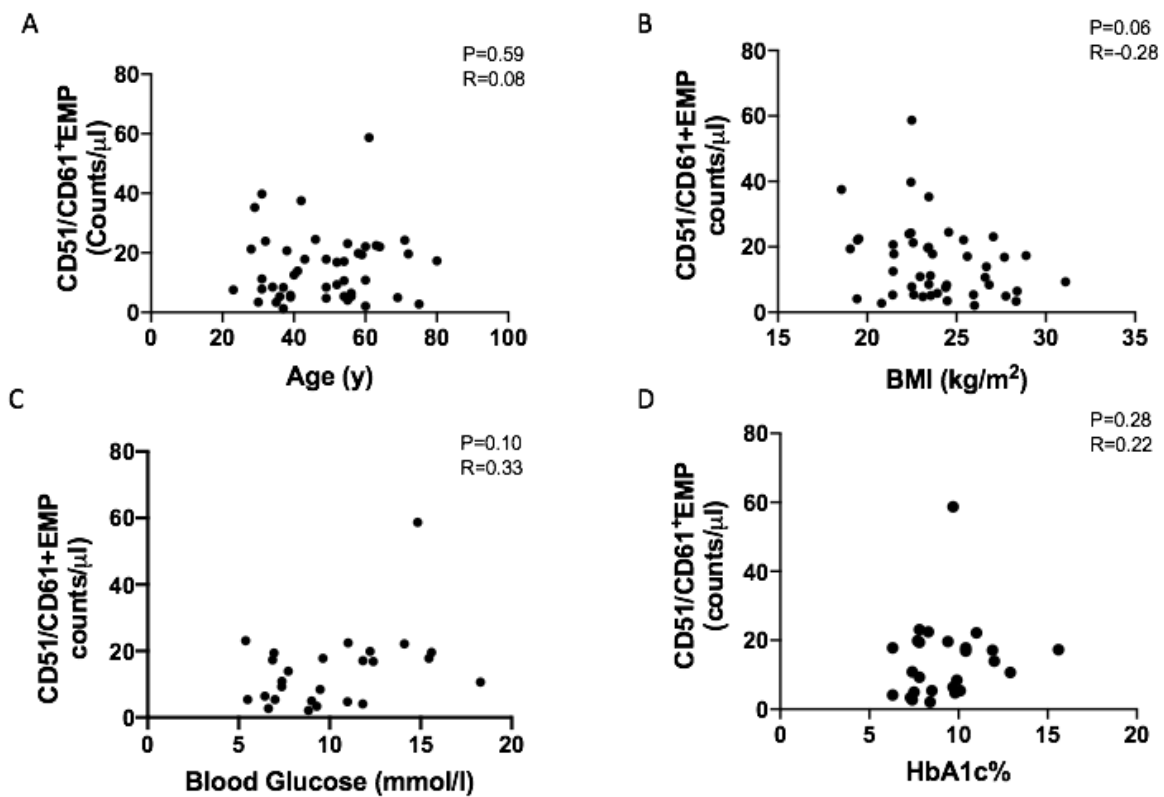 A
P=0.59
R=0.08
CD51/CD61⁺EMP
(Counts/μl)
80
60
40
20
0
0 20 40 60 80 100
Age (y)
B
P=0.06
R=-0.28
CD51/CD61+EMP
counts/μl)
80
60
40
20
0
15 20 25 30 35
BMI (kg/m²)
C
P=0.10
R=0.33
CD51/CD61+EMP
counts/μl)
80
60
40
20
0
0 5 10 15 20
Blood Glucose (mmol/l)
D
P=0.28
R=0.22
CD51/CD61⁺EMP
(counts/μl)
80
60
40
20
0
0 5 10 15 20
HbA1c%